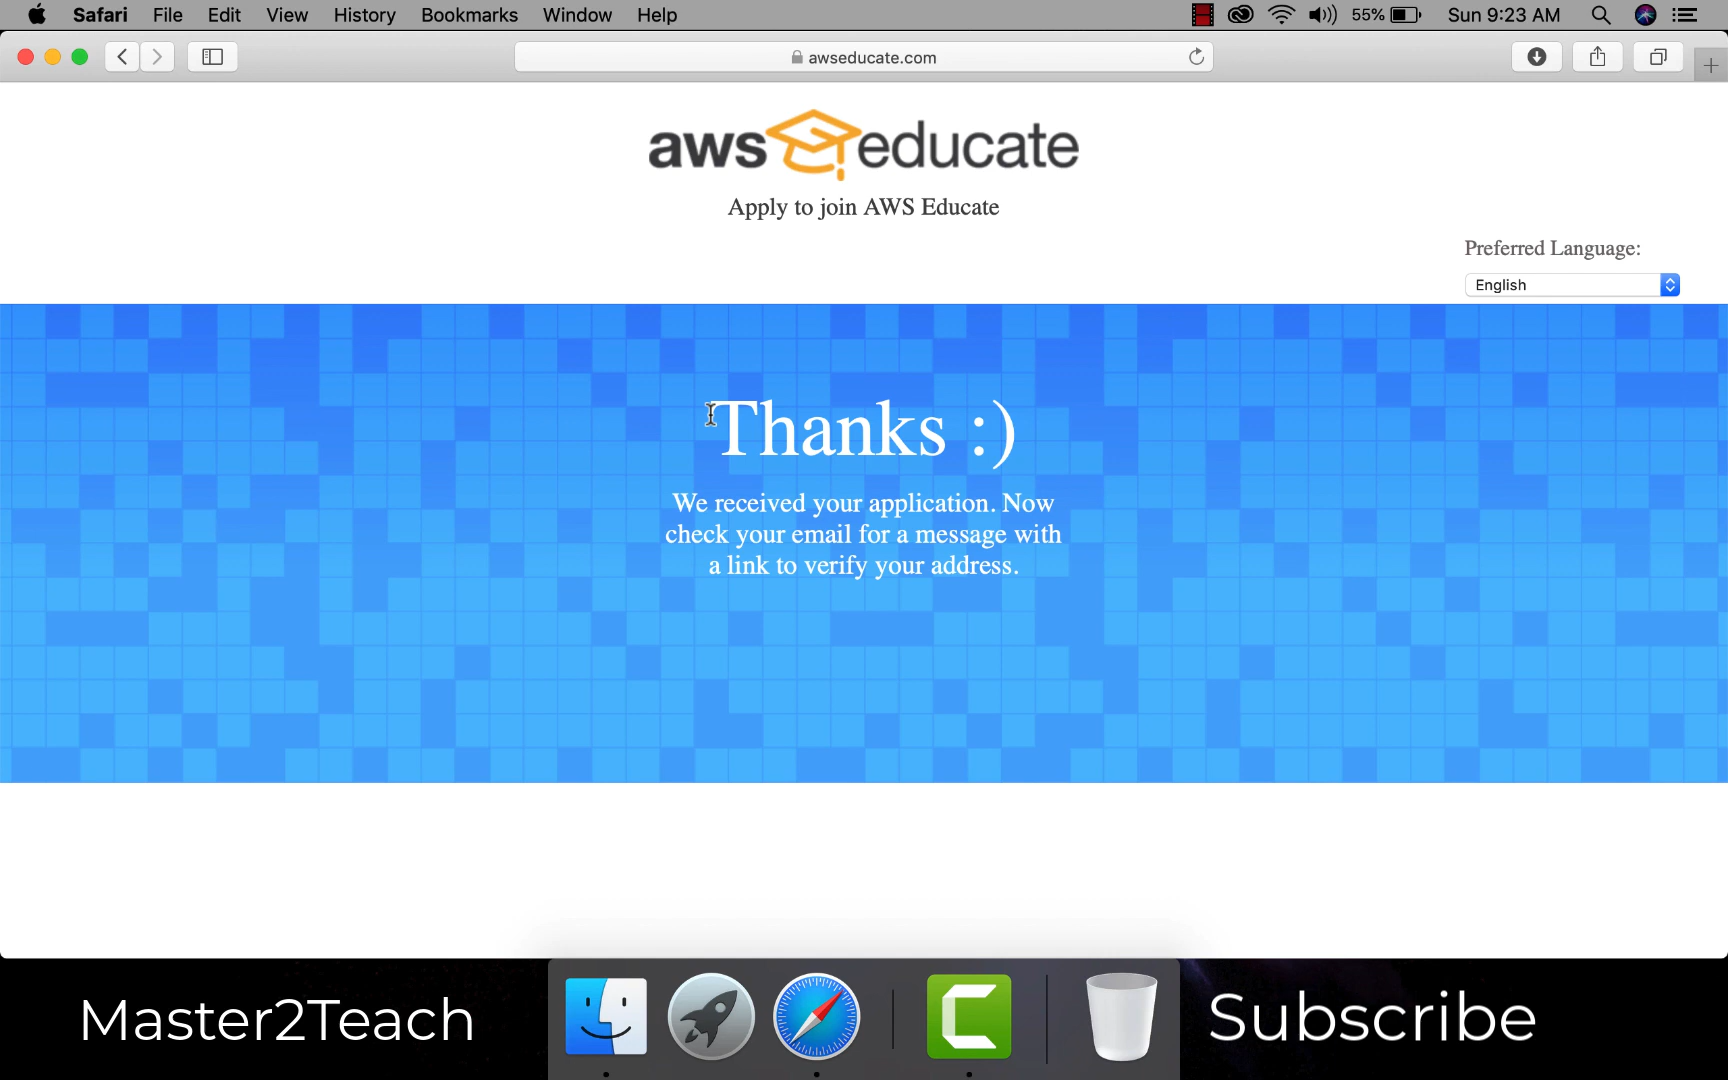 Safari File Edit View History Bookmarks Window Help 55% Sun 9:23 AM
awseducate.com
aws educate
Apply to join AWS Educate
Preferred Language:
English
Thanks :)
We received your application. Now
check your email for a message with
a link to verify your address.
Master2Teach
Subscribe